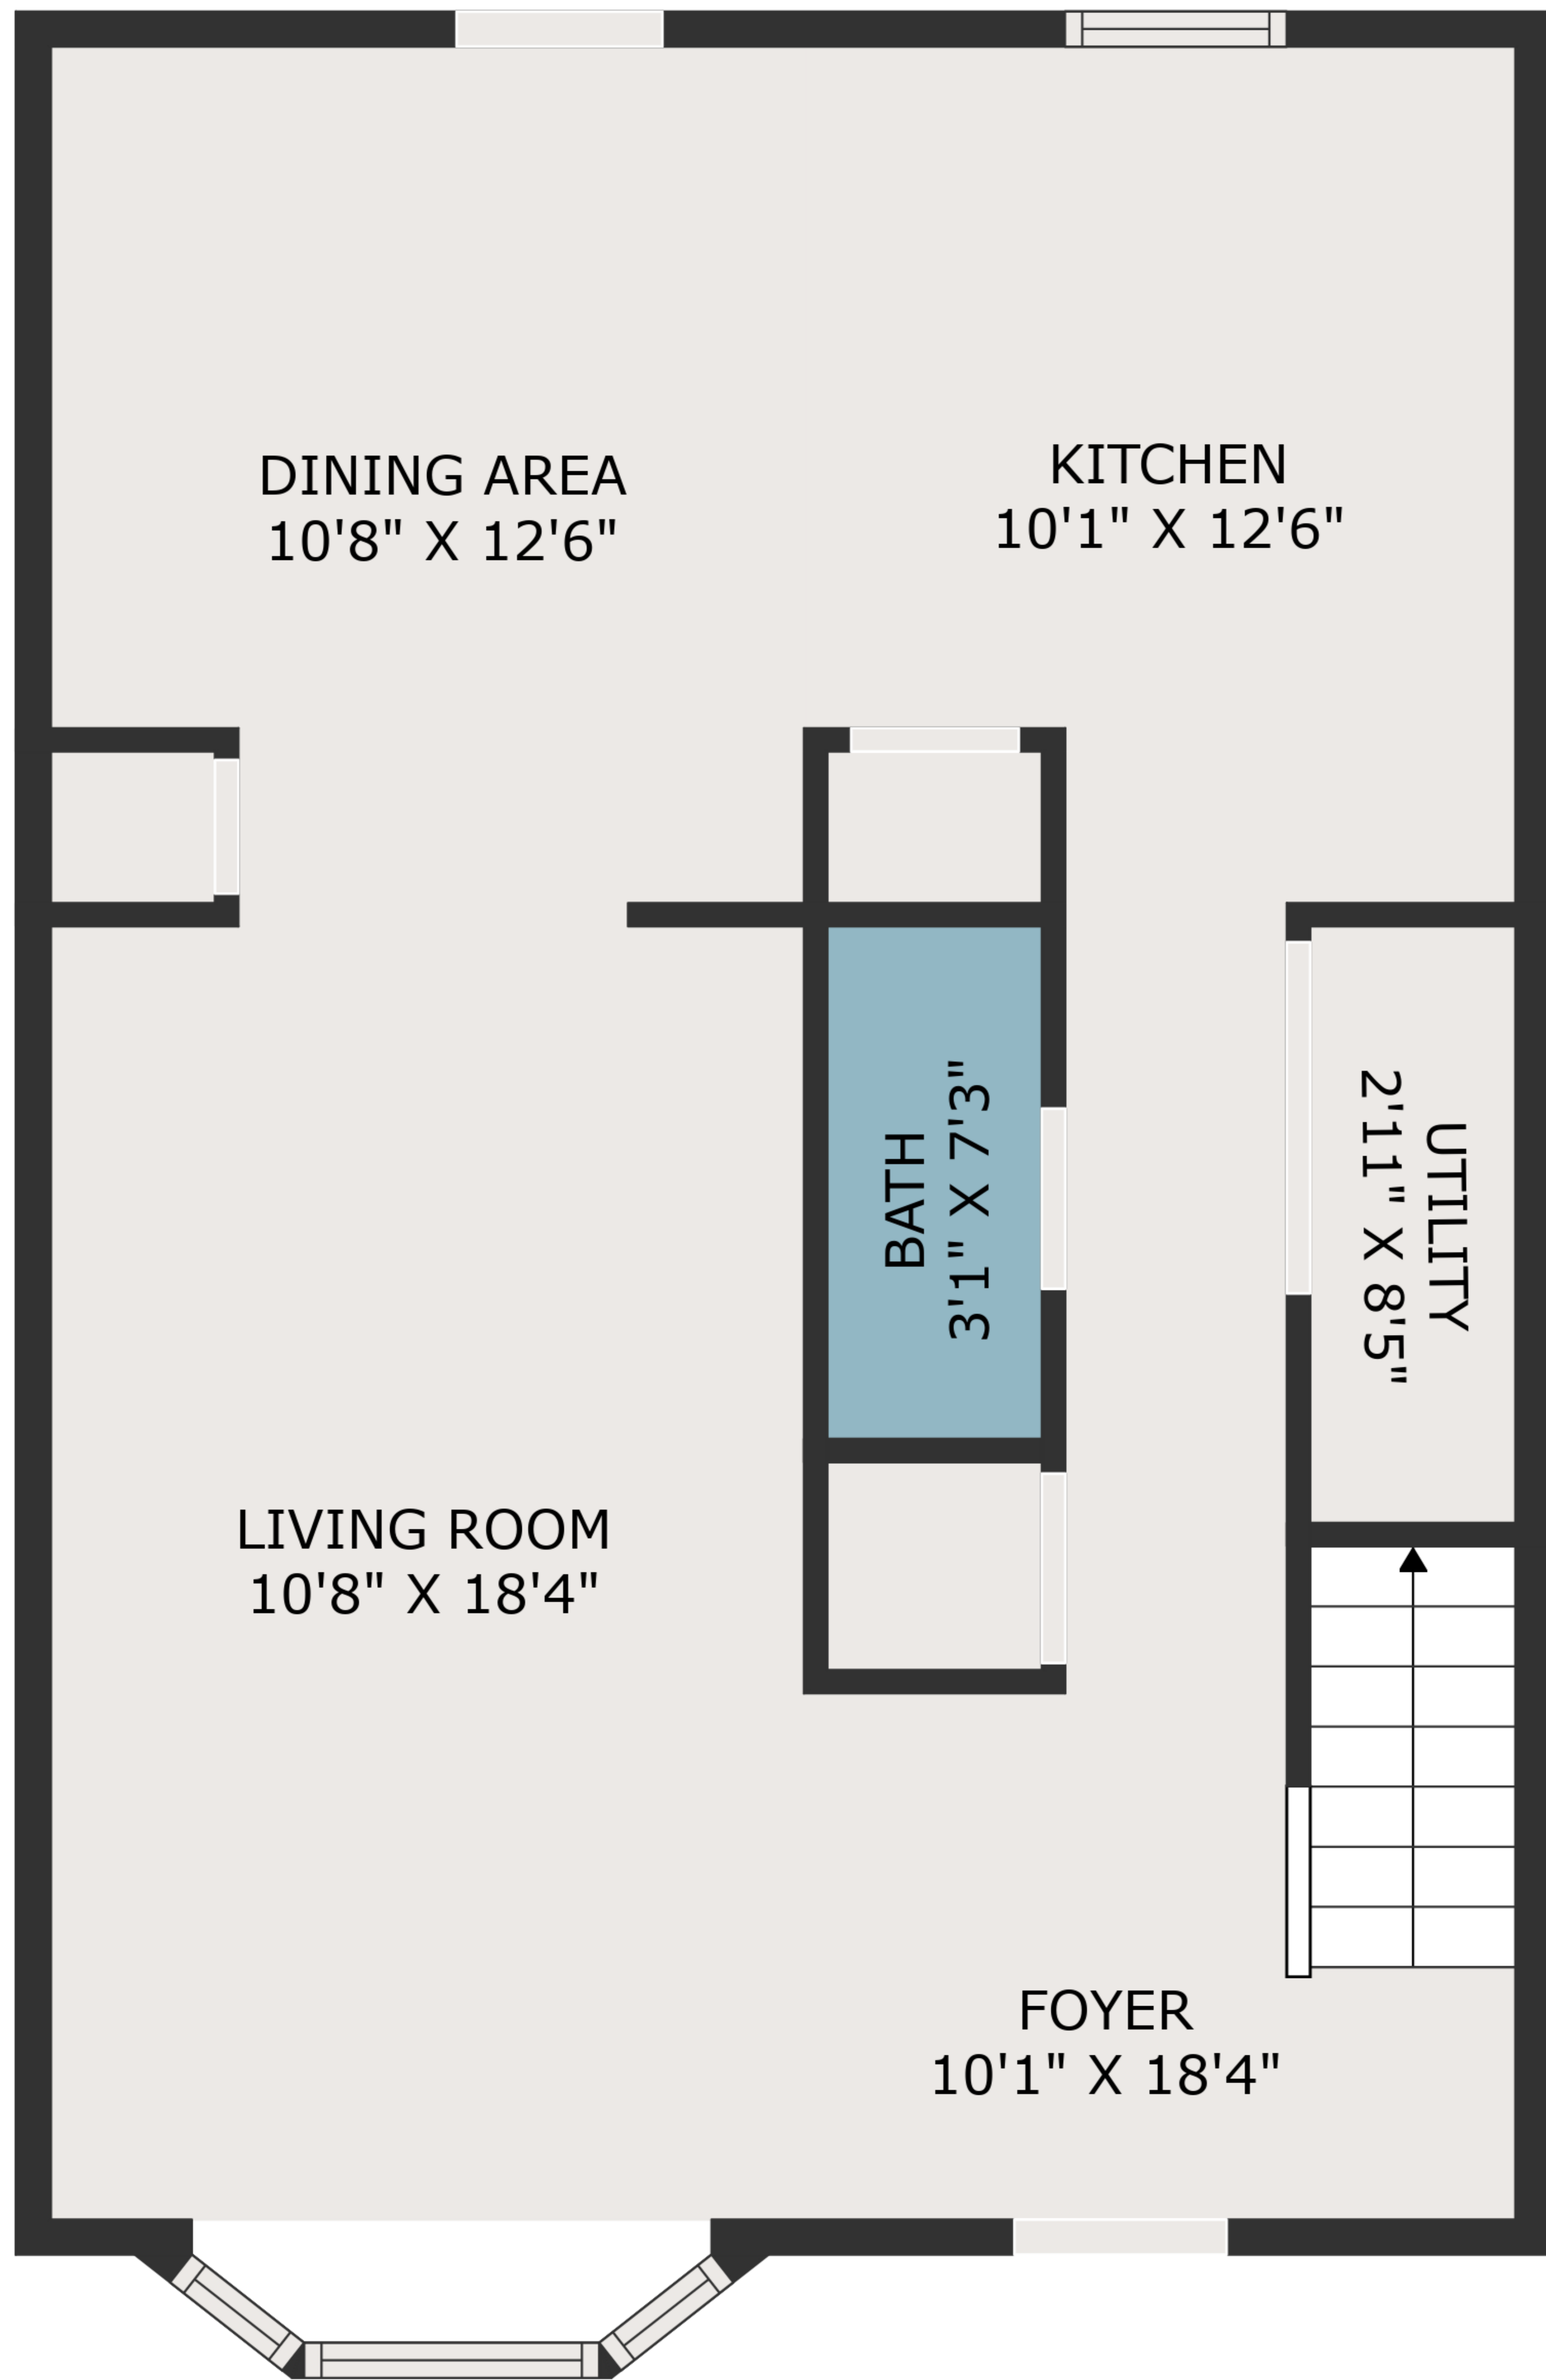 DINING AREA
10'8" X 12'6"
KITCHEN
10'1" X 12'6"
BATH
3'1" X 7'3"
UTILITY
2'11" X 8'5"
LIVING ROOM
10'8" X 18'4"
FOYER
10'1" X 18'4"